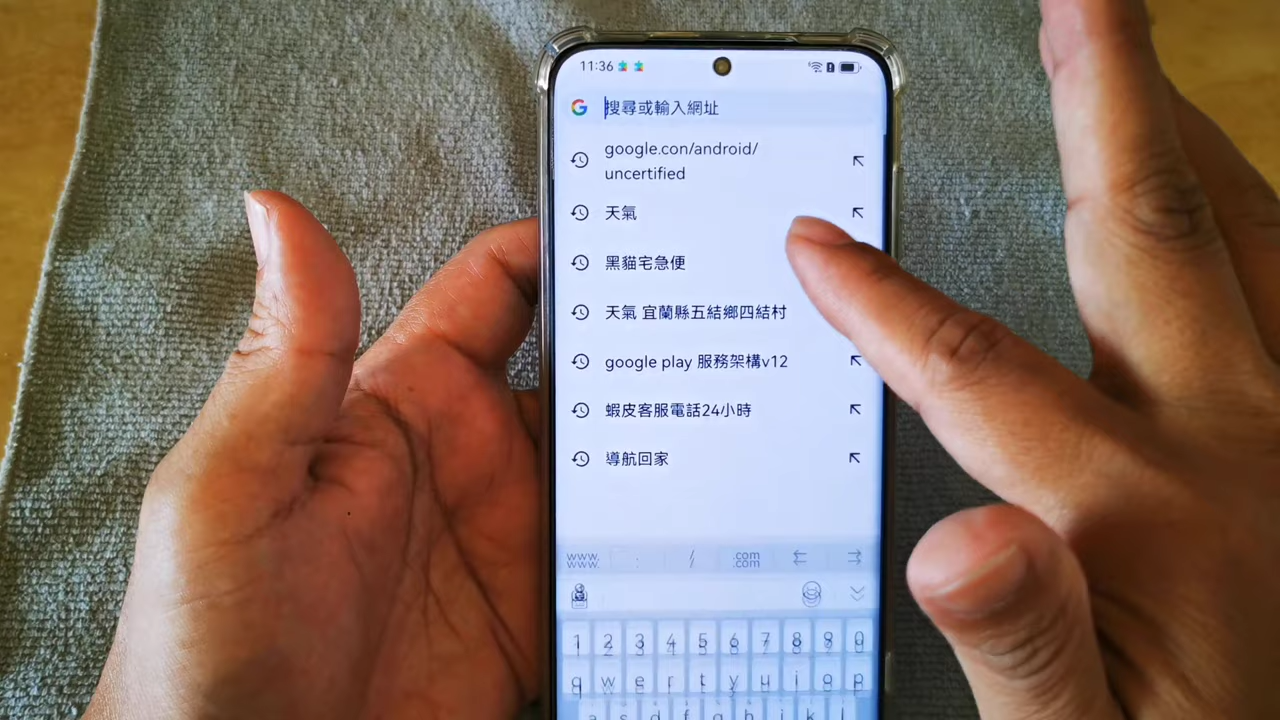 11:36
搜尋或輸入網址
google.con/android/
uncertified
天氣
黑貓宅急便
天氣 宜蘭縣五結鄉四結村
google play 服務架構v12
蝦皮客服電話24小時
導航回家
www. : / .com
1 2 3 4 5 6 7 8 9 0
q w e r t y u i o p
a s d f g h j k l